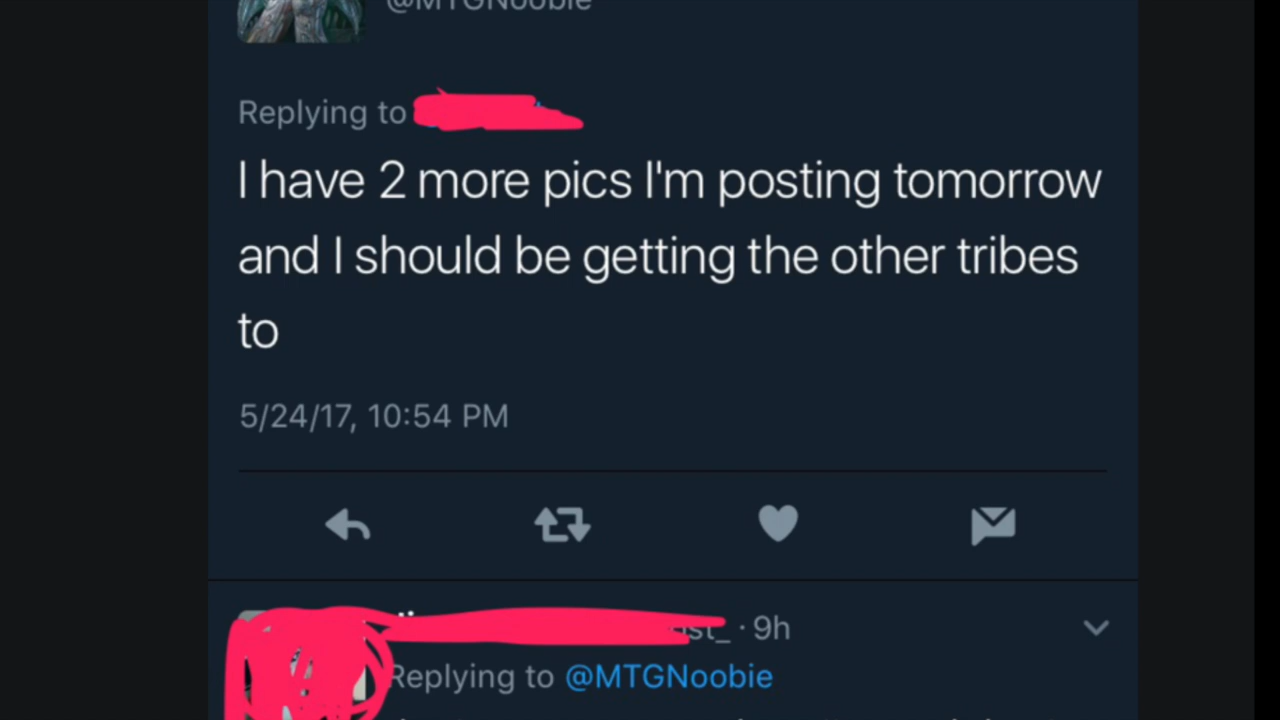 @MTGNoobie
Replying to
I have 2 more pics I'm posting tomorrow
and I should be getting the other tribes
to
5/24/17, 10:54 PM
· 9h
Replying to @MTGNoobie